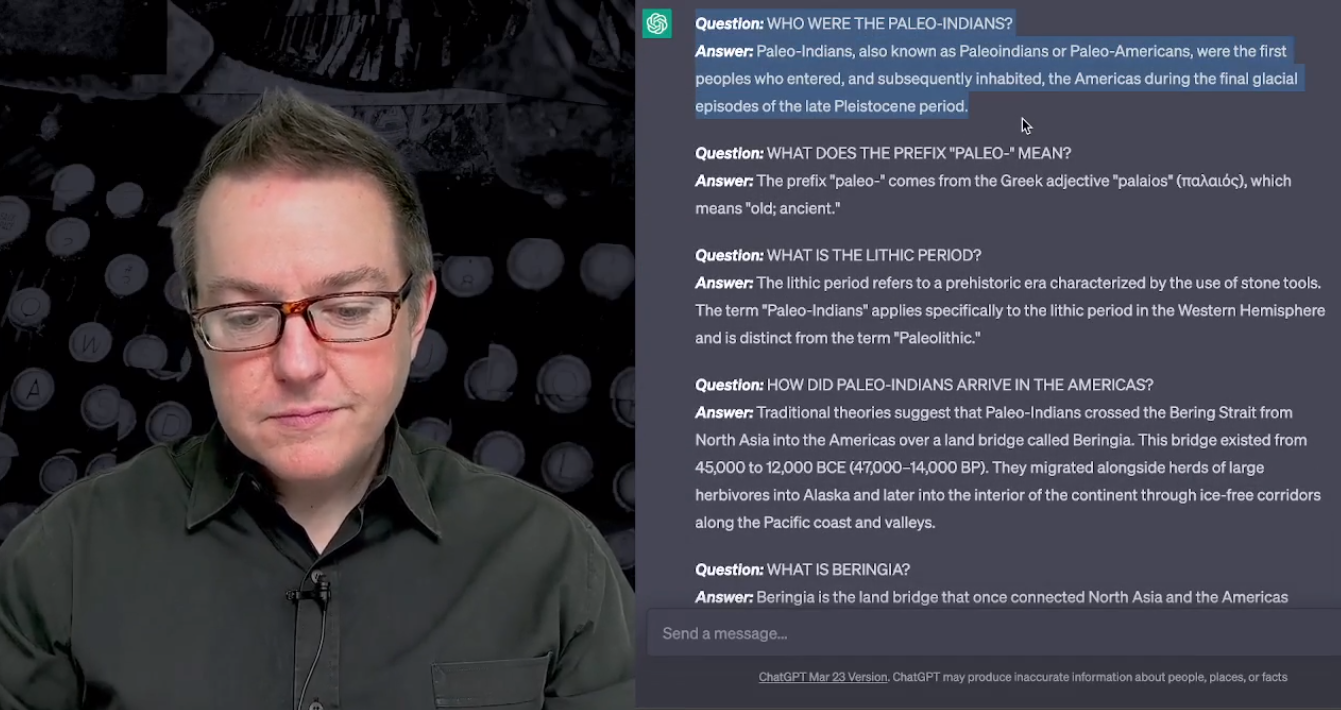 Question: WHO WERE THE PALEO-INDIANS?
Answer: Paleo-Indians, also known as Paleoindians or Paleo-Americans, were the first
peoples who entered, and subsequently inhabited, the Americas during the final glacial
episodes of the late Pleistocene period.
Question: WHAT DOES THE PREFIX "PALEO-" MEAN?
Answer: The prefix "paleo-" comes from the Greek adjective "palaios" (παλαιός), which
means "old; ancient."
Question: WHAT IS THE LITHIC PERIOD?
Answer: The lithic period refers to a prehistoric era characterized by the use of stone tools.
The term "Paleo-Indians" applies specifically to the lithic period in the Western Hemisphere
and is distinct from the term "Paleolithic."
Question: HOW DID PALEO-INDIANS ARRIVE IN THE AMERICAS?
Answer: Traditional theories suggest that Paleo-Indians crossed the Bering Strait from
North Asia into the Americas over a land bridge called Beringia. This bridge existed from
45,000 to 12,000 BCE (47,000–14,000 BP). They migrated alongside herds of large
herbivores into Alaska and later into the interior of the continent through ice-free corridors
along the Pacific coast and valleys.
Question: WHAT IS BERINGIA?
Answer: Beringia is the land bridge that once connected North Asia and the Americas
Send a message...
ChatGPT Mar 23 Version. ChatGPT may produce inaccurate information about people, places, or facts
W
A